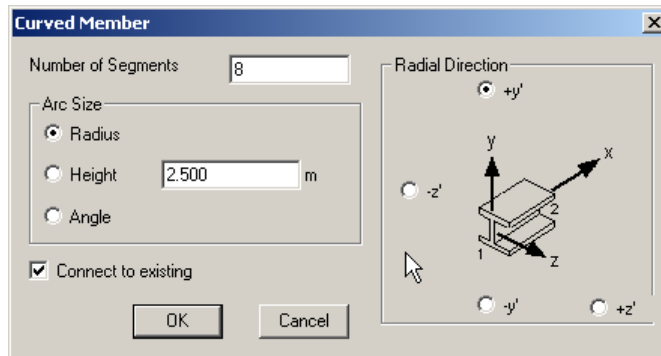 Curved Member
Number of Segments
8
Arc Size
Radius
Height
2.500
m
Angle
Connect to existing
OK
Cancel
Radial Direction
+y'
y
x
-z'
2
1
z
-y'
+z'